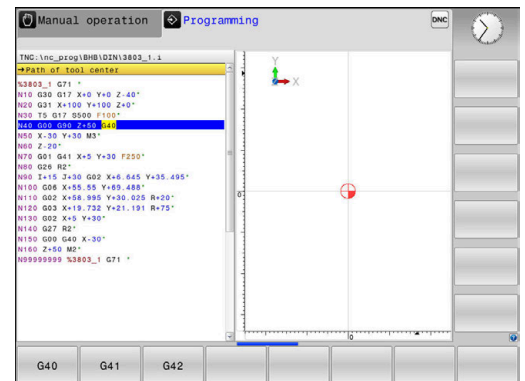 Manual operation
Programming
DNC
TNC:\nc_prog\BHB\DIN\3803_1.i
→Path of tool center
%3803_1 G71 *
N10 G30 G17 X+0 Y+0 Z-40*
N20 G31 X+100 Y+100 Z+0*
N30 T5 G17 S500 F100*
N40 G00 G90 Z+50 G40
N50 X-30 Y+30 M3*
N60 Z-20*
N70 G01 G41 X+5 Y+30 F250*
N80 G26 R2*
N90 I+15 J+30 G02 X+6.645 Y+35.495*
N100 G06 X+55.55 Y+69.488*
N110 G02 X+58.995 Y+30.025 R+20*
N120 G03 X+19.732 Y+21.191 R+75*
N130 G02 X+5 Y+30*
N140 G27 R2*
N150 G00 G40 X-30*
N160 Z+50 M2*
N99999999 %3803_1 G71 *
Y
X
0
0
G40
G41
G42